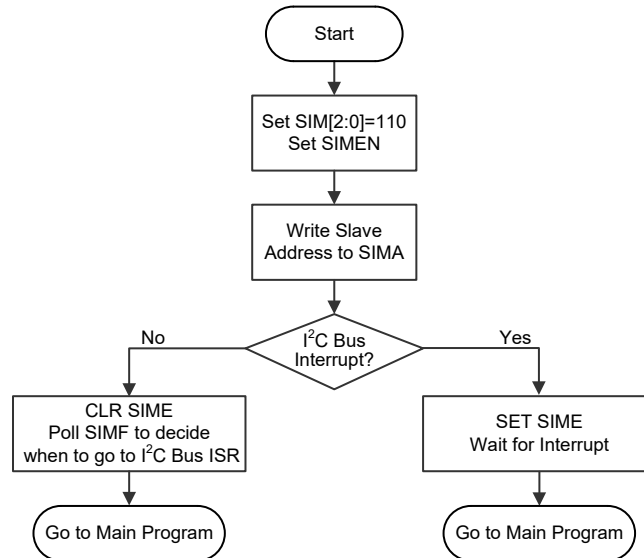 Start
Set SIM[2:0]=110
Set SIMEN
Write Slave
Address to SIMA
I²C Bus
Interrupt?
No
Yes
CLR SIME
Poll SIMF to decide
when to go to I²C Bus ISR
SET SIME
Wait for Interrupt
Go to Main Program
Go to Main Program